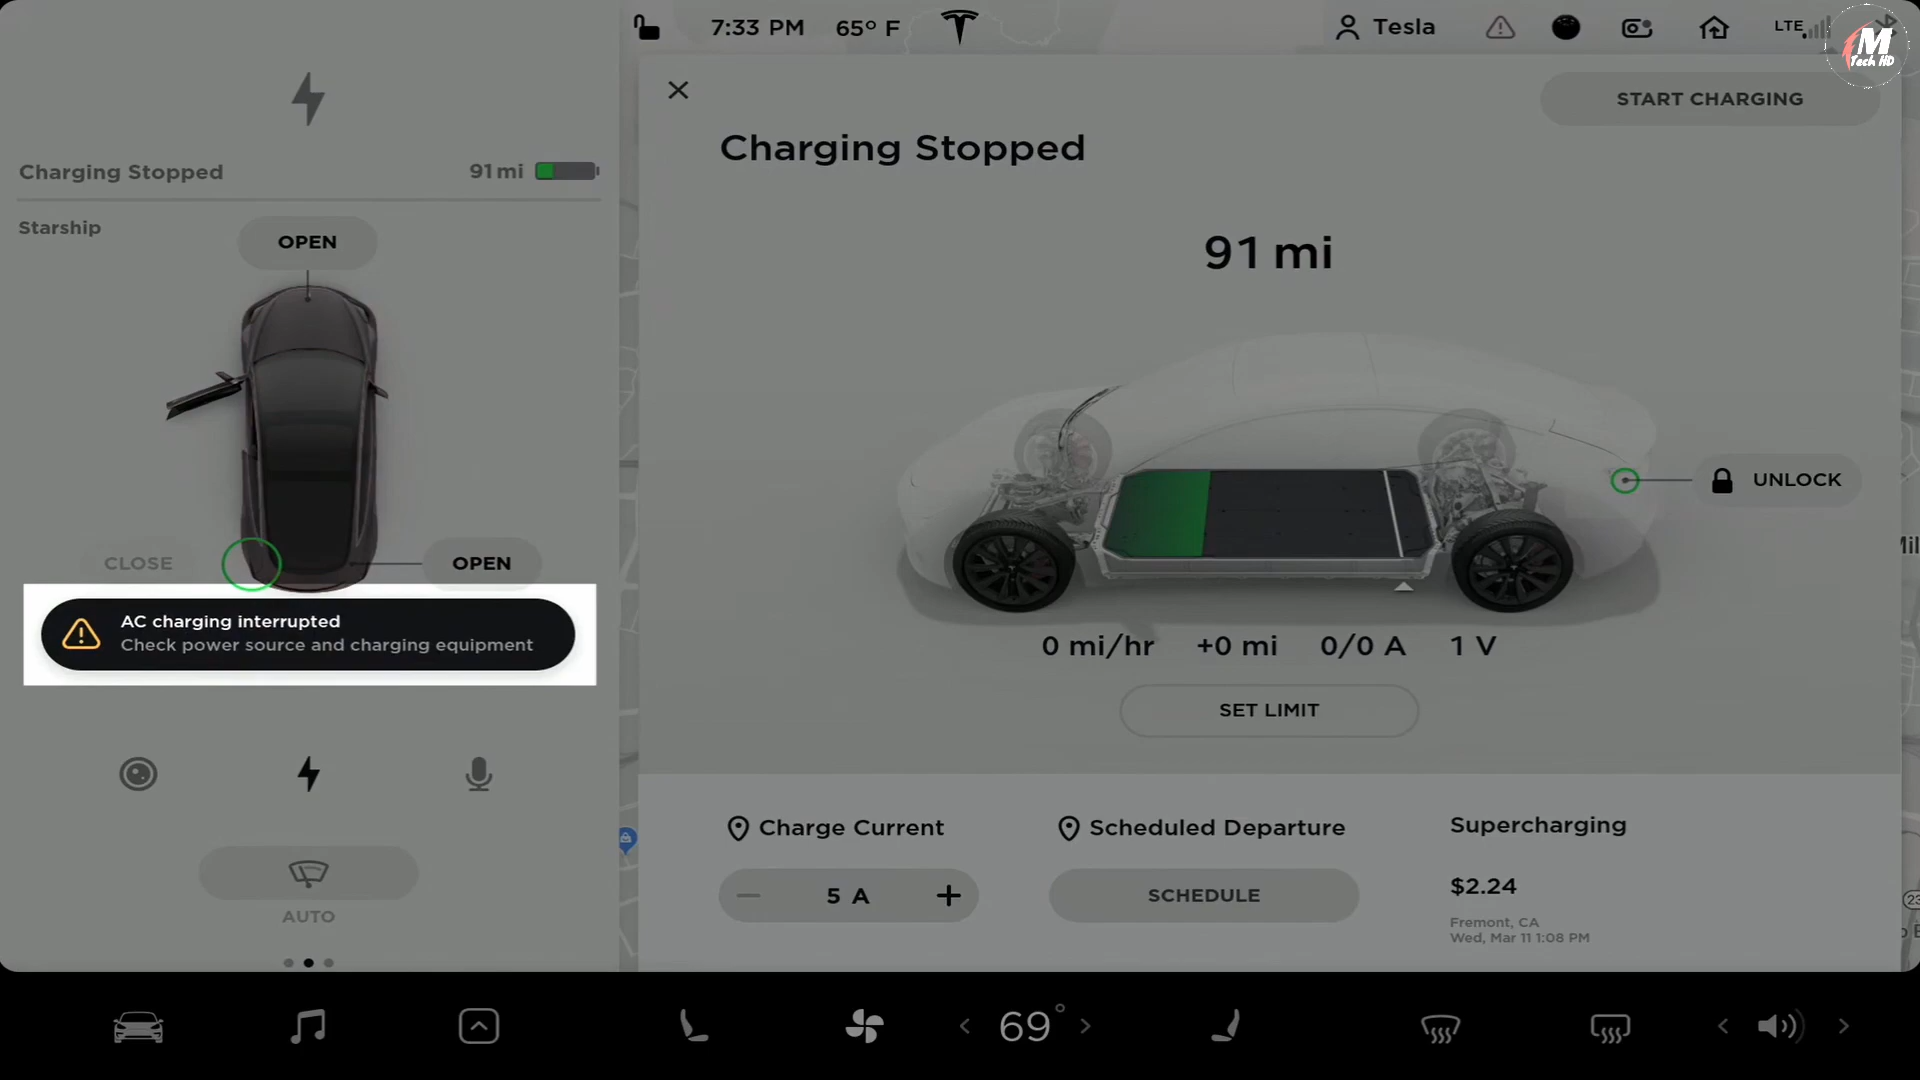 7:33 PM
65° F
Tesla
LTE
M
Tech HD
START CHARGING
Charging Stopped
91 mi
Starship
OPEN
CLOSE
OPEN
AC charging interrupted
Check power source and charging equipment
AUTO
Charging Stopped
91 mi
UNLOCK
0 mi/hr
+0 mi
0/0 A
1 V
SET LIMIT
Charge Current
5 A
Scheduled Departure
SCHEDULE
Supercharging
$2.24
Fremont, CA
Wed, Mar 11 1:08 PM
69°